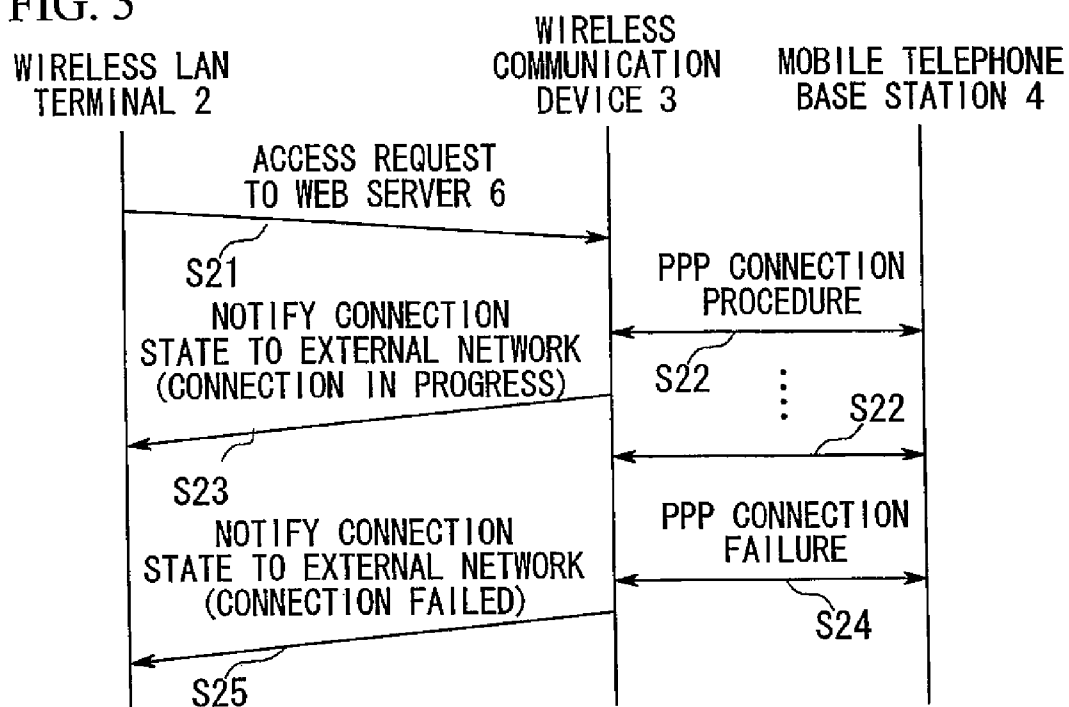 FIG. 5
WIRELESS LAN
TERMINAL 2
WIRELESS
COMMUNICATION
DEVICE 3
MOBILE TELEPHONE
BASE STATION 4
ACCESS REQUEST
TO WEB SERVER 6
S21
PPP CONNECTION
PROCEDURE
S22
NOTIFY CONNECTION
STATE TO EXTERNAL NETWORK
(CONNECTION IN PROGRESS)
S22
S23
PPP CONNECTION
FAILURE
NOTIFY CONNECTION
STATE TO EXTERNAL NETWORK
(CONNECTION FAILED)
S24
S25